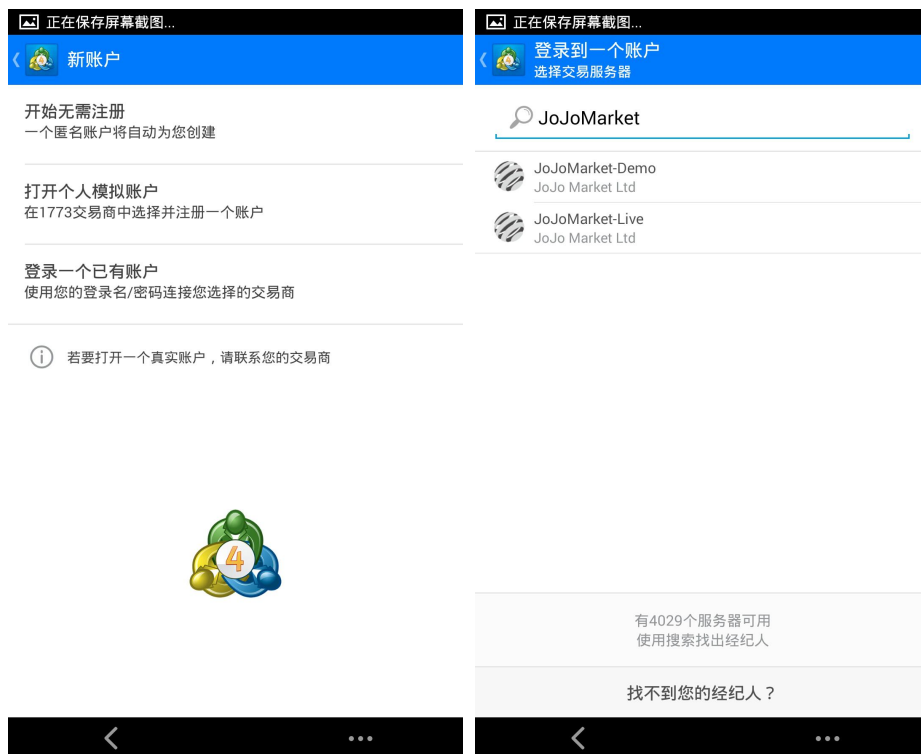 正在保存屏幕截图...
新账户
开始无需注册
一个匿名账户将自动为您创建
打开个人模拟账户
在1773交易商中选择并注册一个账户
登录一个已有账户
使用您的登录名/密码连接您选择的交易商
若要打开一个真实账户，请联系您的交易商
4
正在保存屏幕截图...
登录到一个账户
选择交易服务器
JoJoMarket
JoJoMarket-Demo
JoJo Market Ltd
JoJoMarket-Live
JoJo Market Ltd
有4029个服务器可用
使用搜索找出经纪人
找不到您的经纪人？